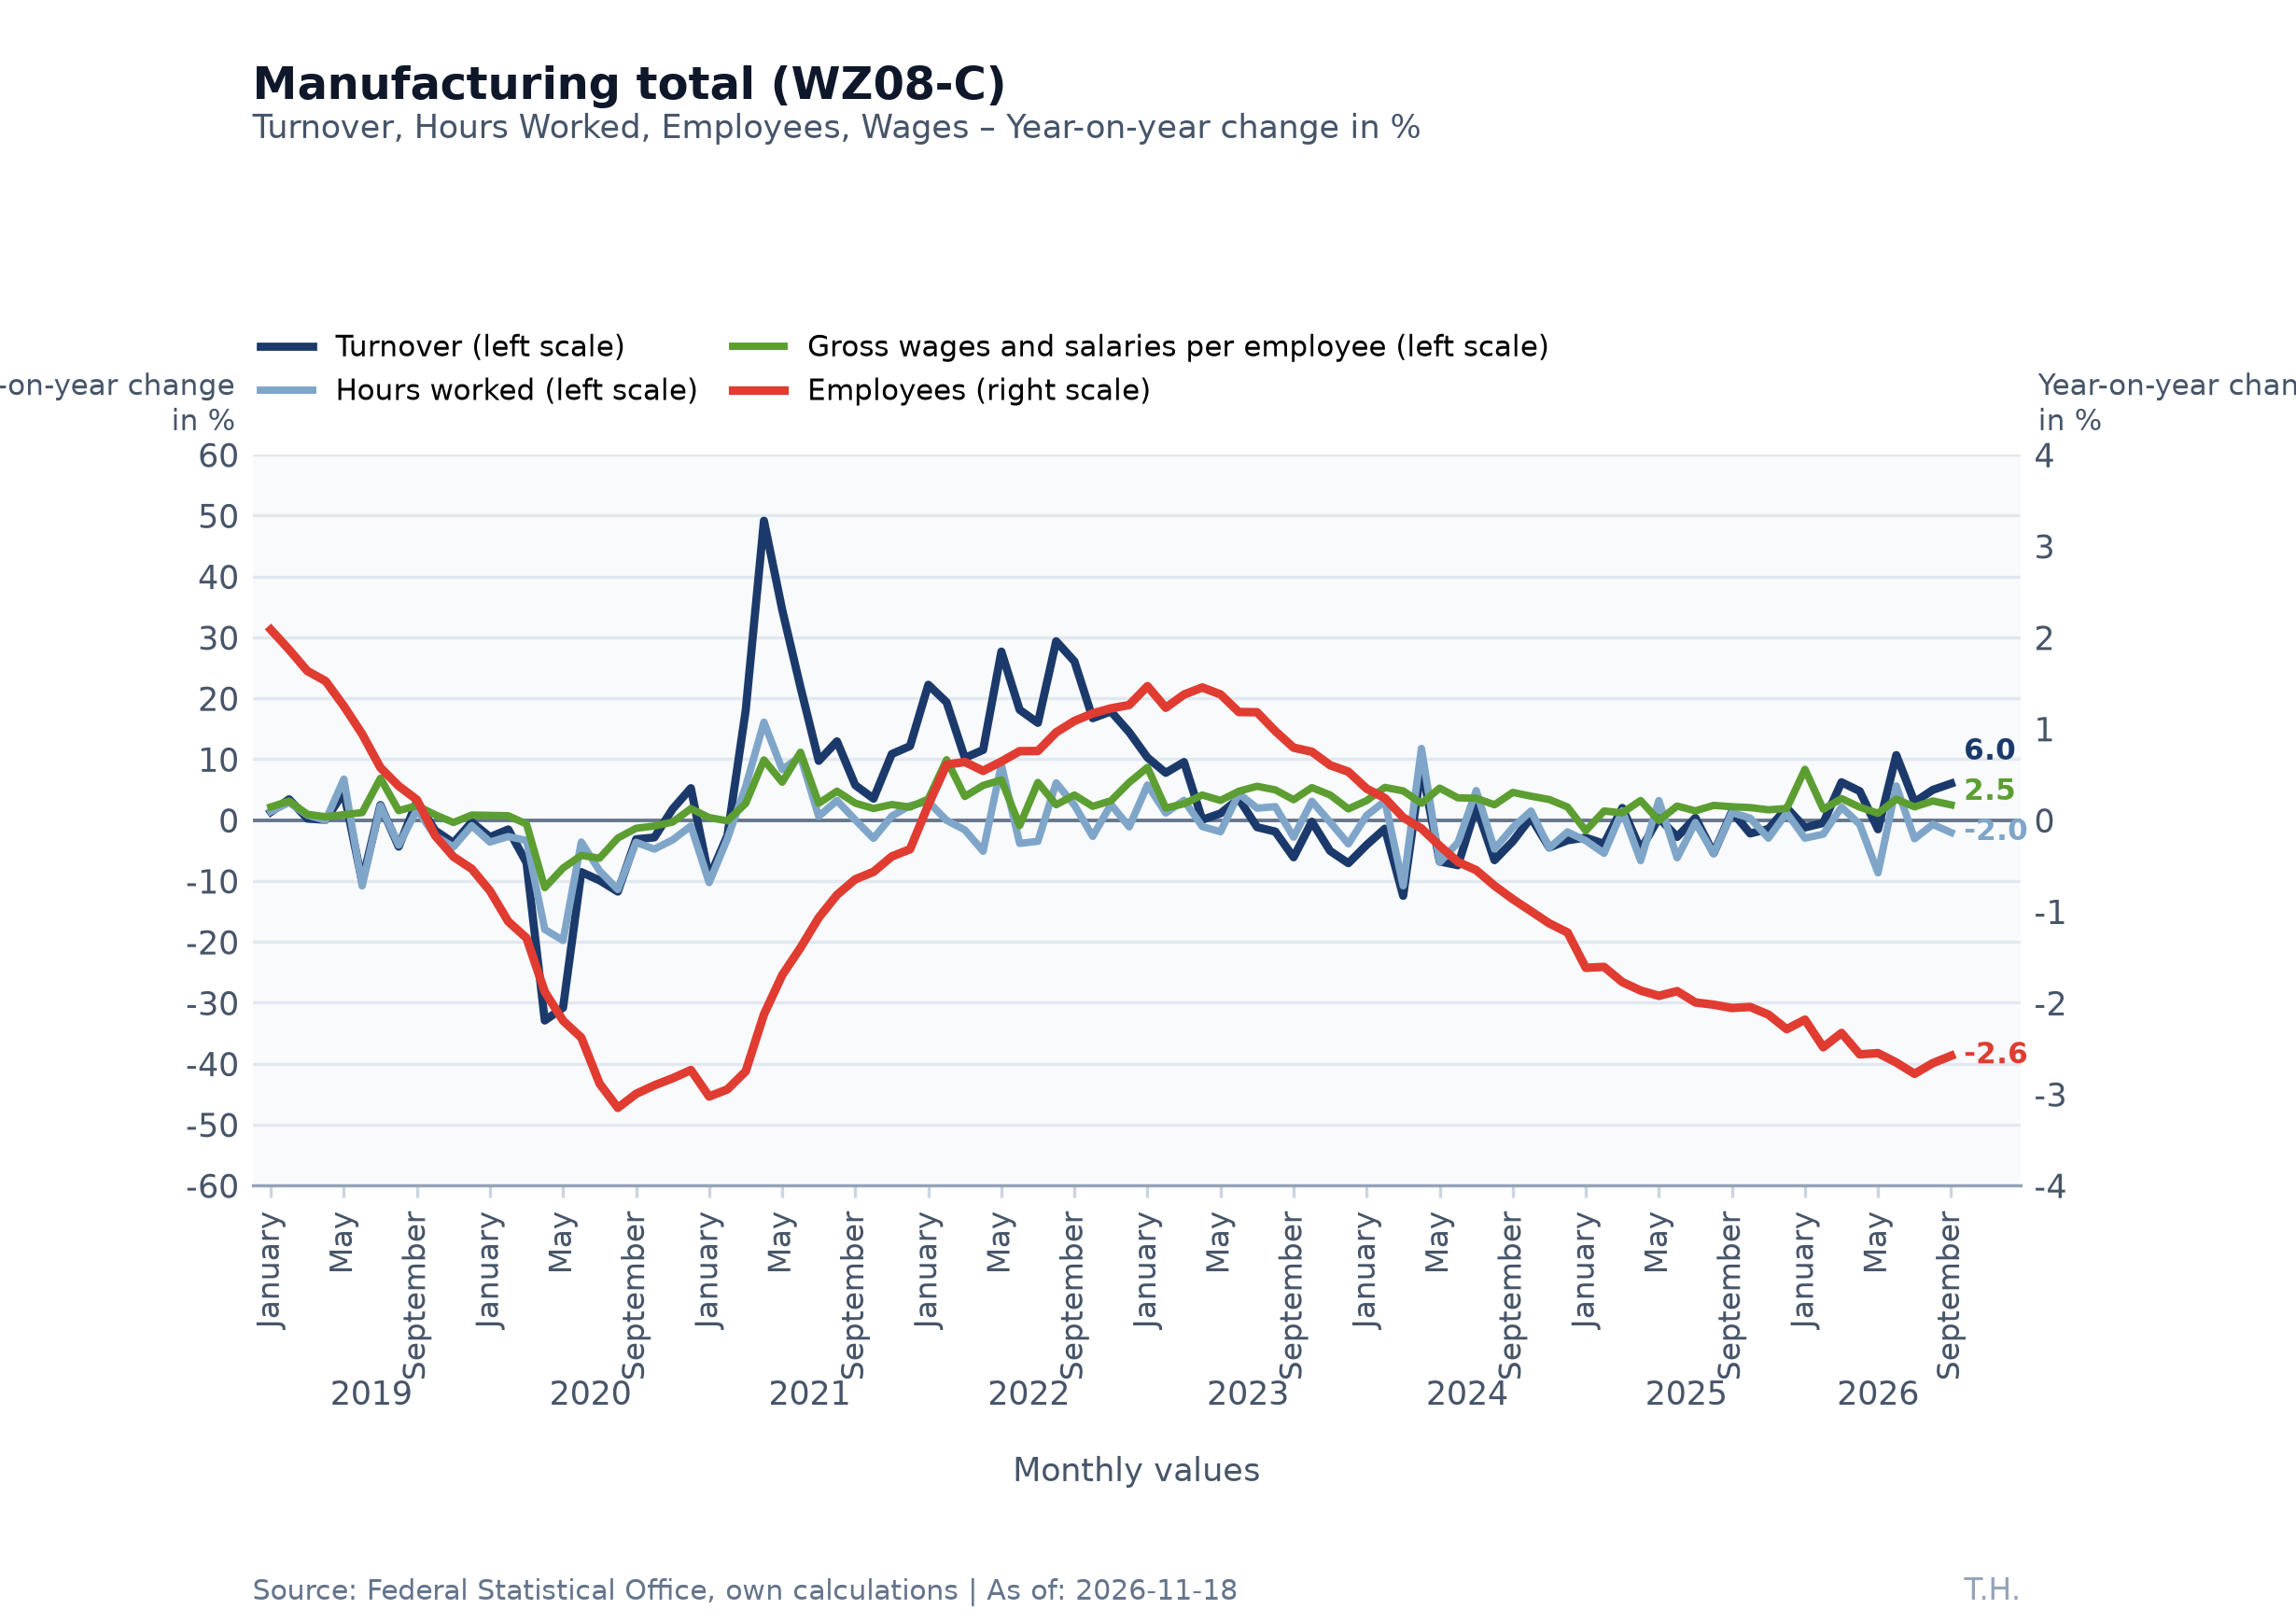 Manufacturing total (WZ08-C)
Turnover, Hours Worked, Employees, Wages – Year-on-year change in %
Turnover (left scale)
Gross wages and salaries per employee (left scale)
Hours worked (left scale)
Employees (right scale)
-on-year change
in %
Year-on-year chan
in %
60
50
40
30
20
10
0
-10
-20
-30
-40
-50
-60
4
3
2
1
0
-1
-2
-3
-4
6.0
2.5
-2.0
-2.6
January May September January May September January May September January May September January May September January May September January May September January May September
2019 2020 2021 2022 2023 2024 2025 2026
Monthly values
Source: Federal Statistical Office, own calculations | As of: 2026-11-18
T.H.